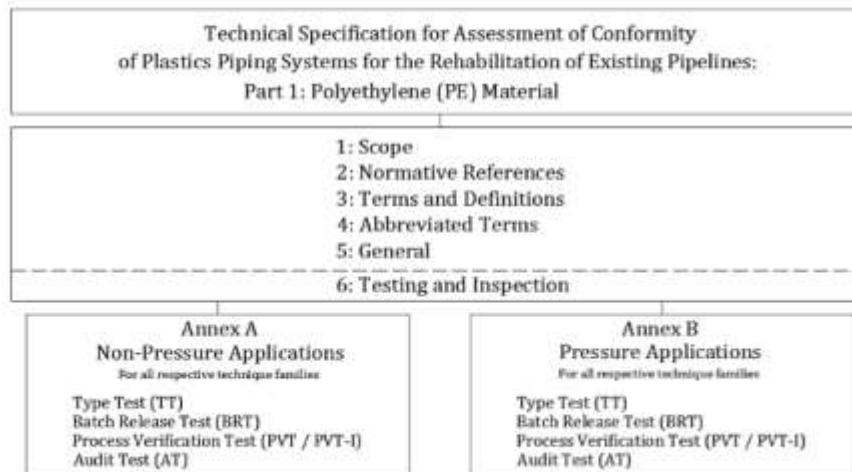 Technical Specification for Assessment of Conformity
of Plastics Piping Systems for the Rehabilitation of Existing Pipelines:
Part 1: Polyethylene (PE) Material
1: Scope
2: Normative References
3: Terms and Definitions
4: Abbreviated Terms
5: General
6: Testing and Inspection
Annex A
Non-Pressure Applications
For all respective technique families
Type Test (TT)
Batch Release Test (BRT)
Process Verification Test (PVT / PVT-I)
Audit Test (AT)
Annex B
Pressure Applications
For all respective technique families
Type Test (TT)
Batch Release Test (BRT)
Process Verification Test (PVT / PVT-I)
Audit Test (AT)